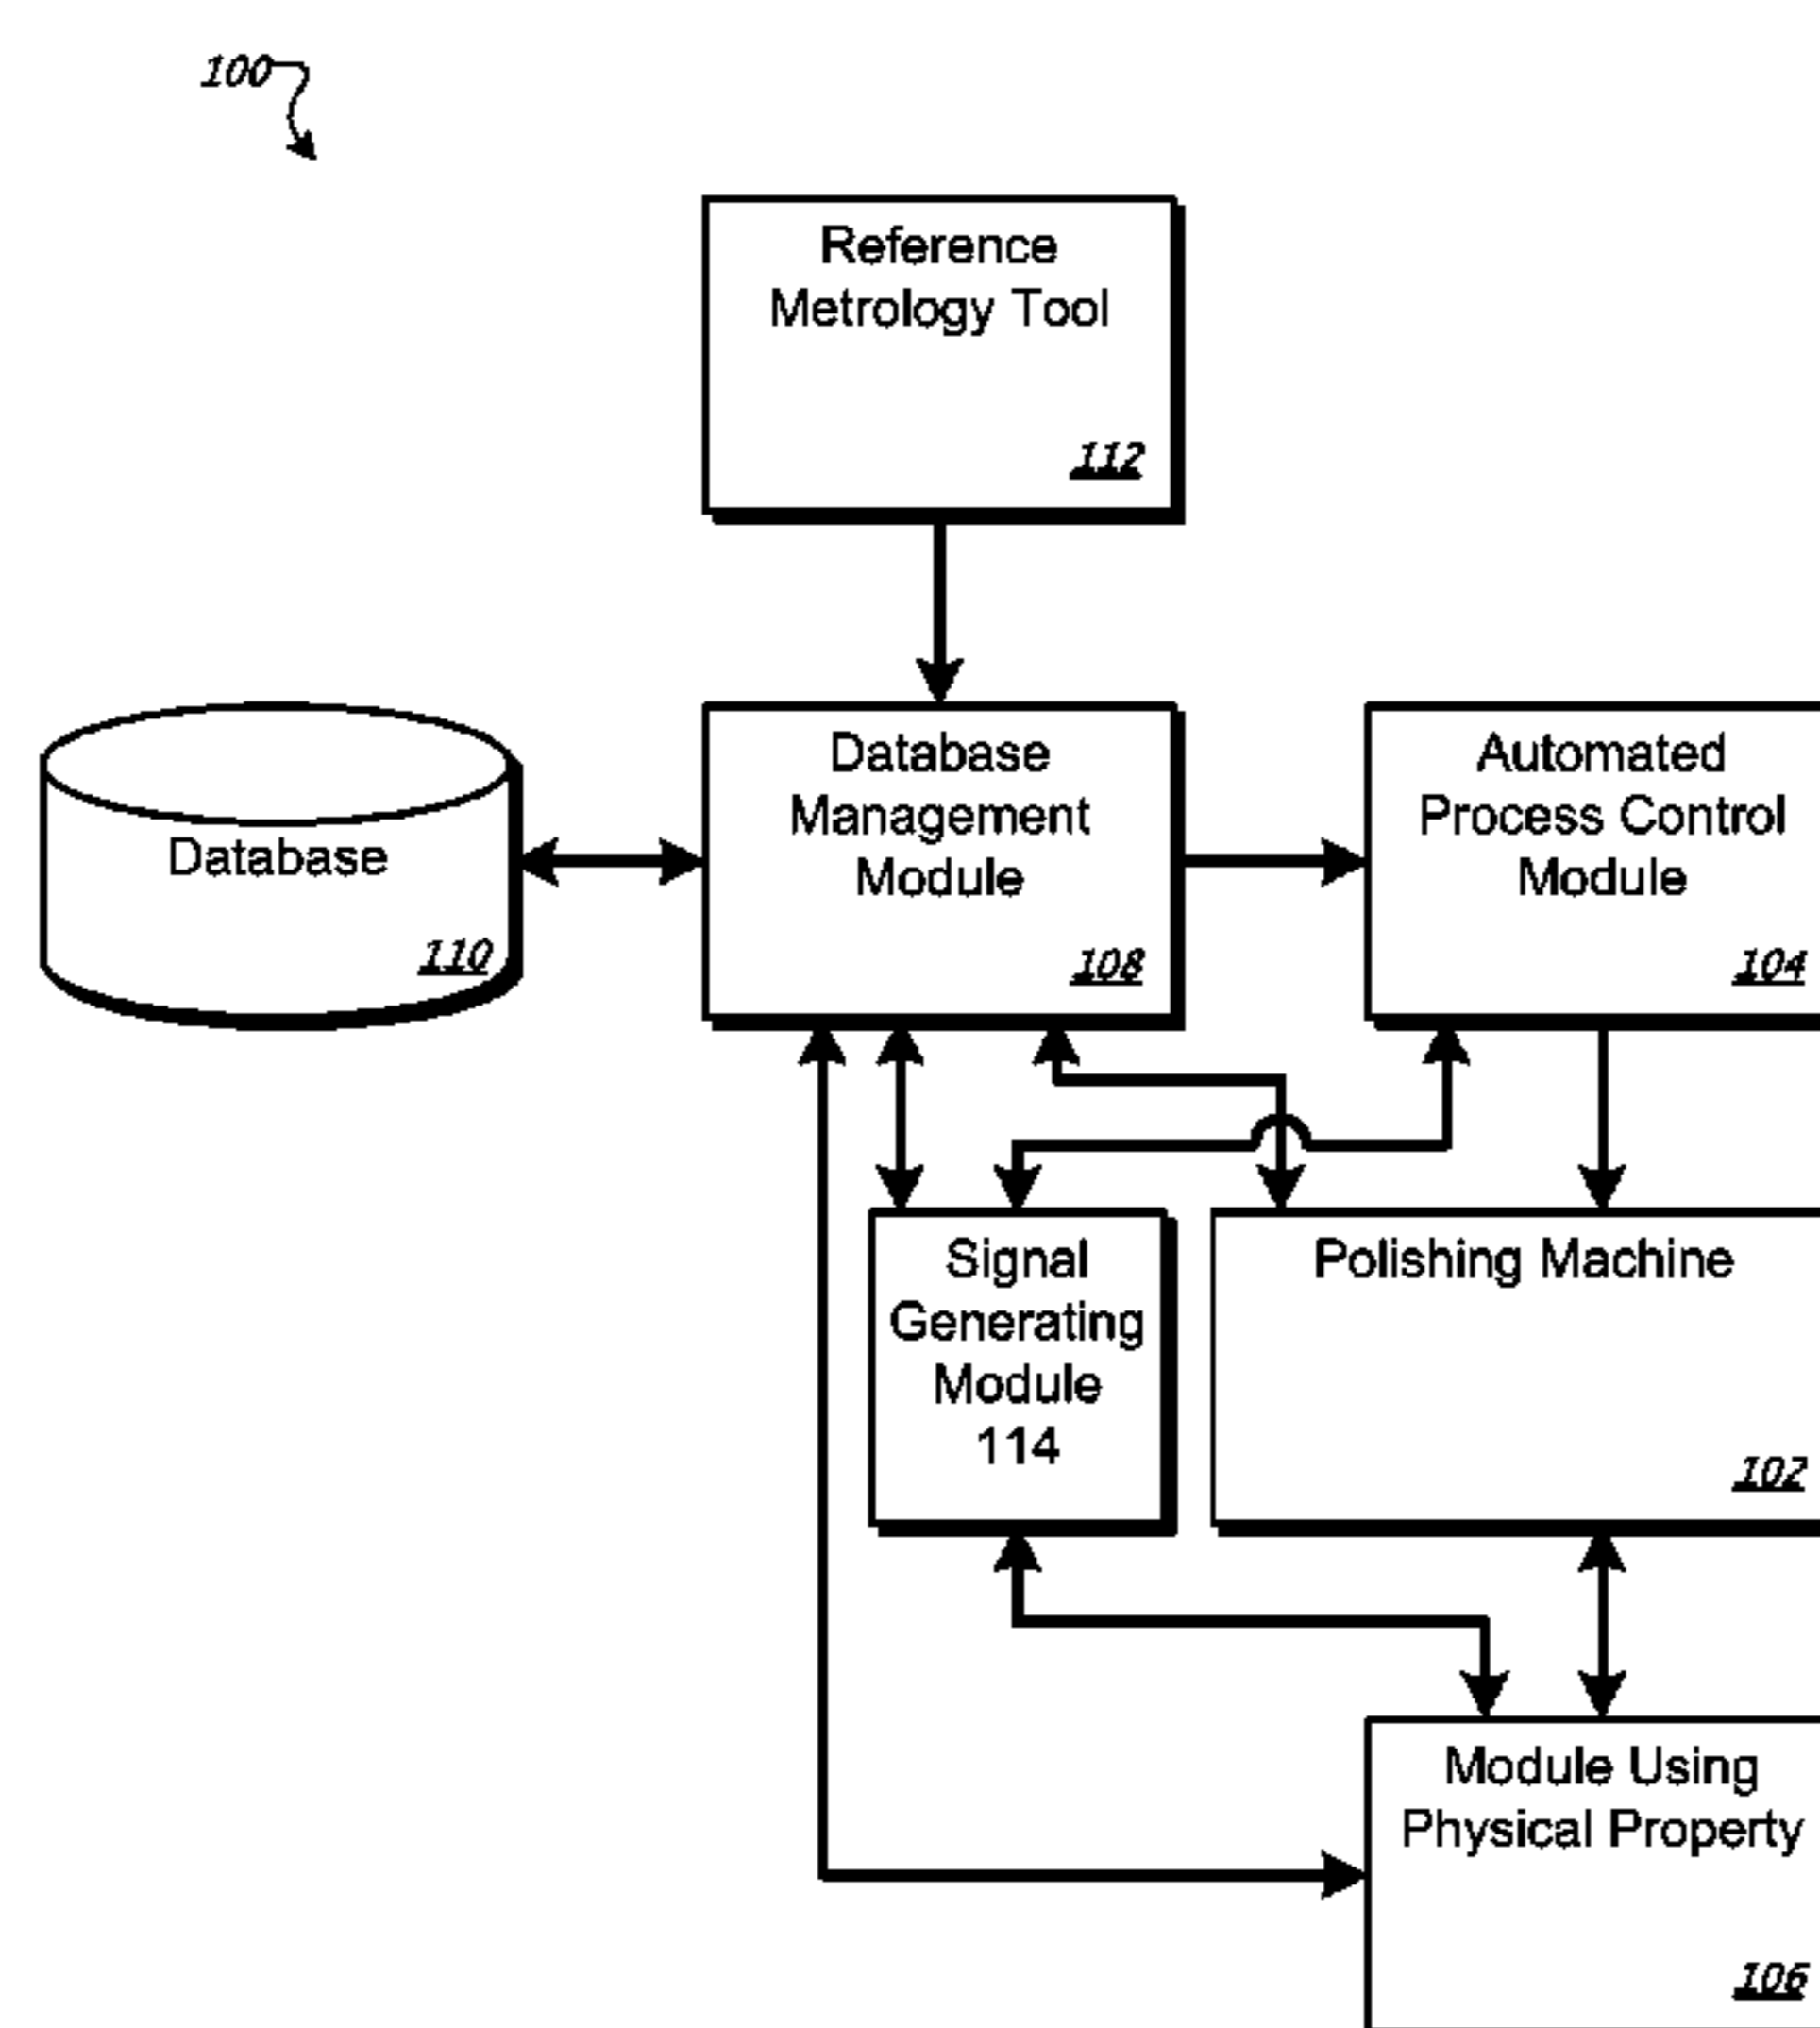 100
Reference
Metrology Tool
112
Database
110
Database
Management
Module
108
Automated
Process Control
Module
104
Signal
Generating
Module
114
Polishing Machine
102
Module Using
Physical Property
106